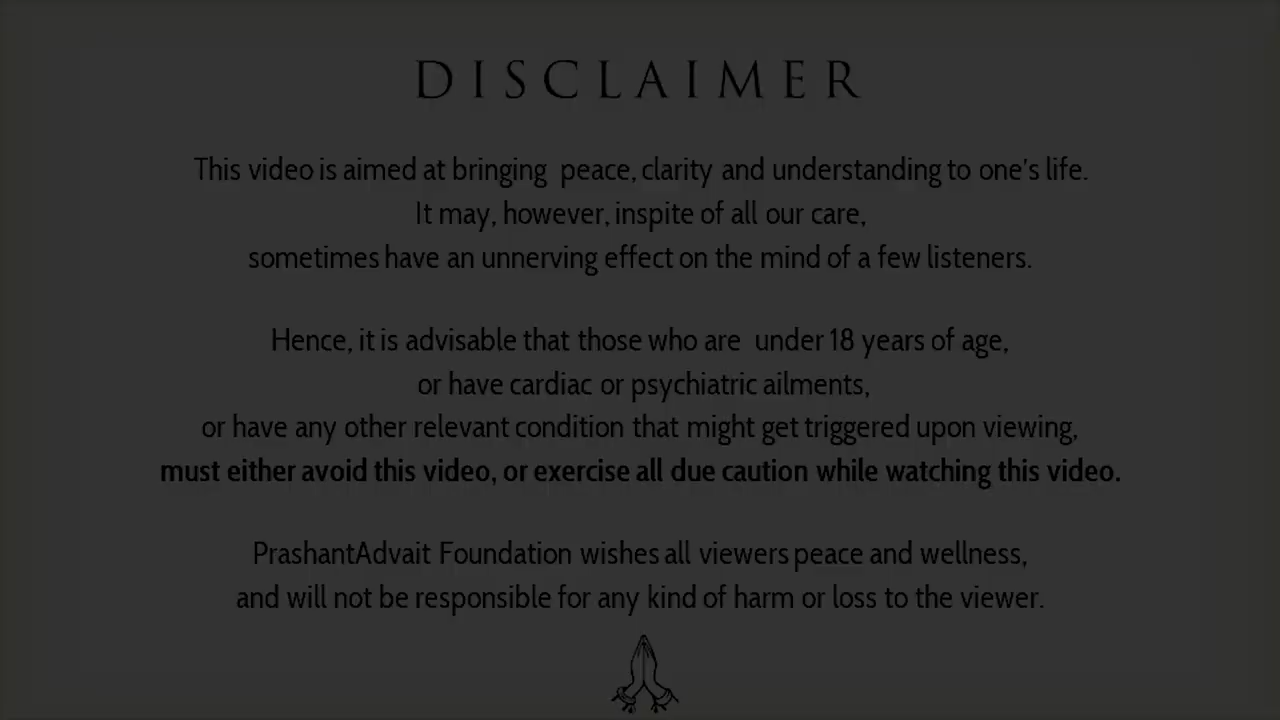 DISCLAIMER
This video is aimed at bringing peace, clarity and understanding to one's life.
It may, however, inspite of all our care,
sometimes have an unnerving effect on the mind of a few listeners.
Hence, it is advisable that those who are under 18 years of age,
or have cardiac or psychiatric ailments,
or have any other relevant condition that might get triggered upon viewing,
must either avoid this video, or exercise all due caution while watching this video.
PrashantAdvait Foundation wishes all viewers peace and wellness,
and will not be responsible for any kind of harm or loss to the viewer.